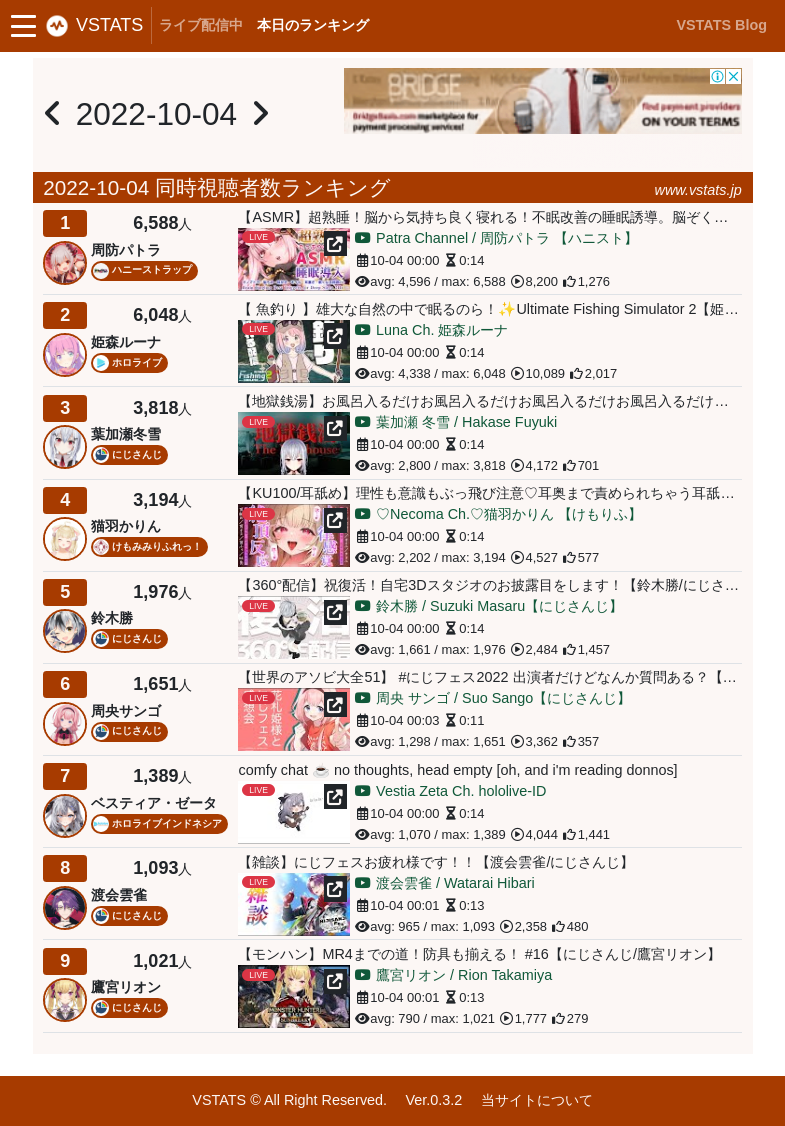 VSTATS ライブ配信中 本日のランキング VSTATS Blog
2022-10-04
BRIDGE
BridgeBasis.com marketplace for
payment processing services!
find payment providers
ON YOUR TERMS
2022-10-04 同時視聴者数ランキング www.vstats.jp
1 6,588人
周防パトラ
ハニーストラップ
【ASMR】超熟睡！脳から気持ち良く寝れる！不眠改善の睡眠誘導。脳ぞく…
LIVE
ASMR
睡眠導入
Patra Channel / 周防パトラ 【ハニスト】
10-04 00:00 0:14
avg: 4,596 / max: 6,588 8,200 1,276
2 6,048人
姫森ルーナ
ホロライブ
【 魚釣り 】雄大な自然の中で眠るのら！✨Ultimate Fishing Simulator 2【姫…
LIVE
Luna Ch. 姫森ルーナ
10-04 00:00 0:14
avg: 4,338 / max: 6,048 10,089 2,017
3 3,818人
葉加瀬冬雪
にじさんじ
【地獄銭湯】お風呂入るだけお風呂入るだけお風呂入るだけお風呂入るだけ…
LIVE
葉加瀬 冬雪 / Hakase Fuyuki
10-04 00:00 0:14
avg: 2,800 / max: 3,818 4,172 701
4 3,194人
猫羽かりん
けもみみりふれっ！
【KU100/耳舐め】理性も意識もぶっ飛び注意♡耳奥まで責められちゃう耳舐…
LIVE
♡Necoma Ch.♡猫羽かりん 【けもりふ】
10-04 00:00 0:14
avg: 2,202 / max: 3,194 4,527 577
5 1,976人
鈴木勝
にじさんじ
【360°配信】祝復活！自宅3Dスタジオのお披露目をします！【鈴木勝/にじさ…
LIVE
360°生配信
鈴木勝 / Suzuki Masaru【にじさんじ】
10-04 00:00 0:14
avg: 1,661 / max: 1,976 2,484 1,457
6 1,651人
周央サンゴ
にじさんじ
【世界のアソビ大全51】 #にじフェス2022 出演者だけどなんか質問ある？【…
LIVE
周央 サンゴ / Suo Sango【にじさんじ】
10-04 00:03 0:11
avg: 1,298 / max: 1,651 3,362 357
7 1,389人
ベスティア・ゼータ
ホロライブインドネシア
comfy chat ☕ no thoughts, head empty [oh, and i'm reading donnos]
LIVE
Vestia Zeta Ch. hololive-ID
10-04 00:00 0:14
avg: 1,070 / max: 1,389 4,044 1,441
8 1,093人
渡会雲雀
にじさんじ
【雑談】にじフェスお疲れ様です！！【渡会雲雀/にじさんじ】
LIVE
雑談
渡会雲雀 / Watarai Hibari
10-04 00:01 0:13
avg: 965 / max: 1,093 2,358 480
9 1,021人
鷹宮リオン
にじさんじ
【モンハン】MR4までの道！防具も揃える！ #16【にじさんじ/鷹宮リオン】
LIVE
MONSTER HUNTER
鷹宮リオン / Rion Takamiya
10-04 00:01 0:13
avg: 790 / max: 1,021 1,777 279
VSTATS © All Right Reserved. Ver.0.3.2 当サイトについて